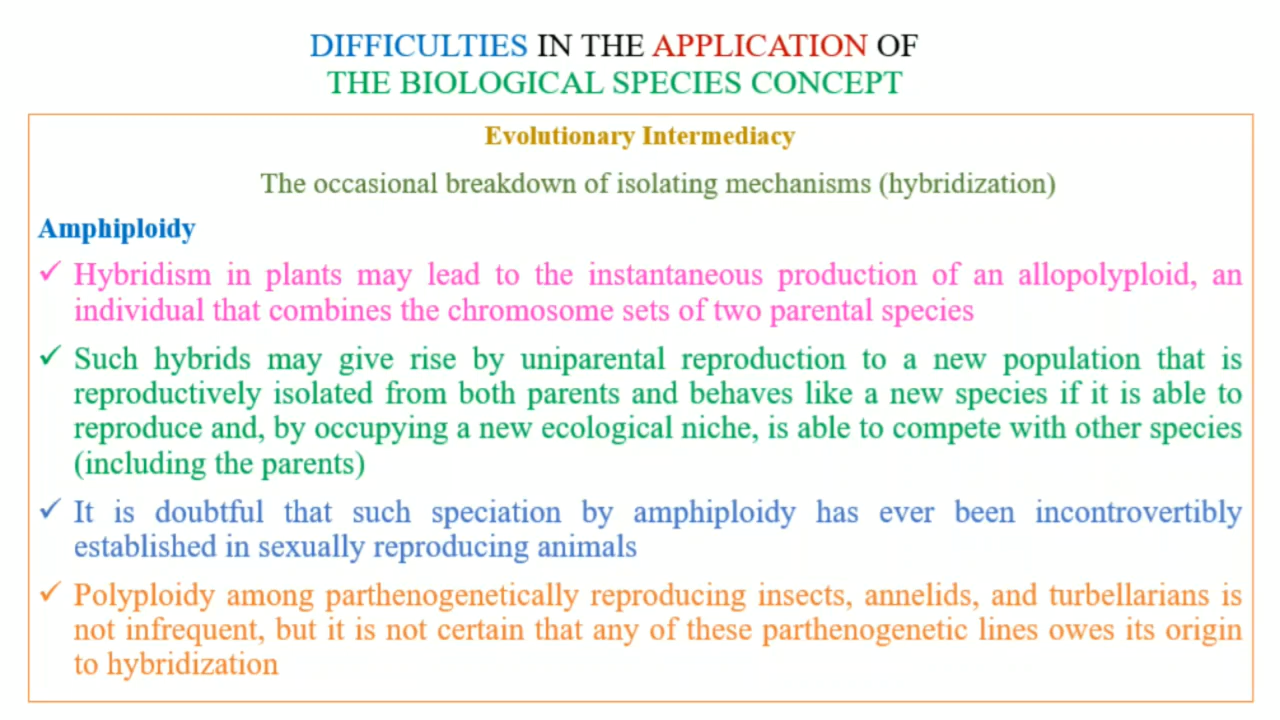 DIFFICULTIES IN THE APPLICATION OF
THE BIOLOGICAL SPECIES CONCEPT
Evolutionary Intermediacy
The occasional breakdown of isolating mechanisms (hybridization)
Amphiploidy
✓ Hybridism in plants may lead to the instantaneous production of an allopolyploid, an
individual that combines the chromosome sets of two parental species
✓ Such hybrids may give rise by uniparental reproduction to a new population that is
reproductively isolated from both parents and behaves like a new species if it is able to
reproduce and, by occupying a new ecological niche, is able to compete with other species
(including the parents)
✓ It is doubtful that such speciation by amphiploidy has ever been incontrovertibly
established in sexually reproducing animals
✓ Polyploidy among parthenogenetically reproducing insects, annelids, and turbellarians is
not infrequent, but it is not certain that any of these parthenogenetic lines owes its origin
to hybridization